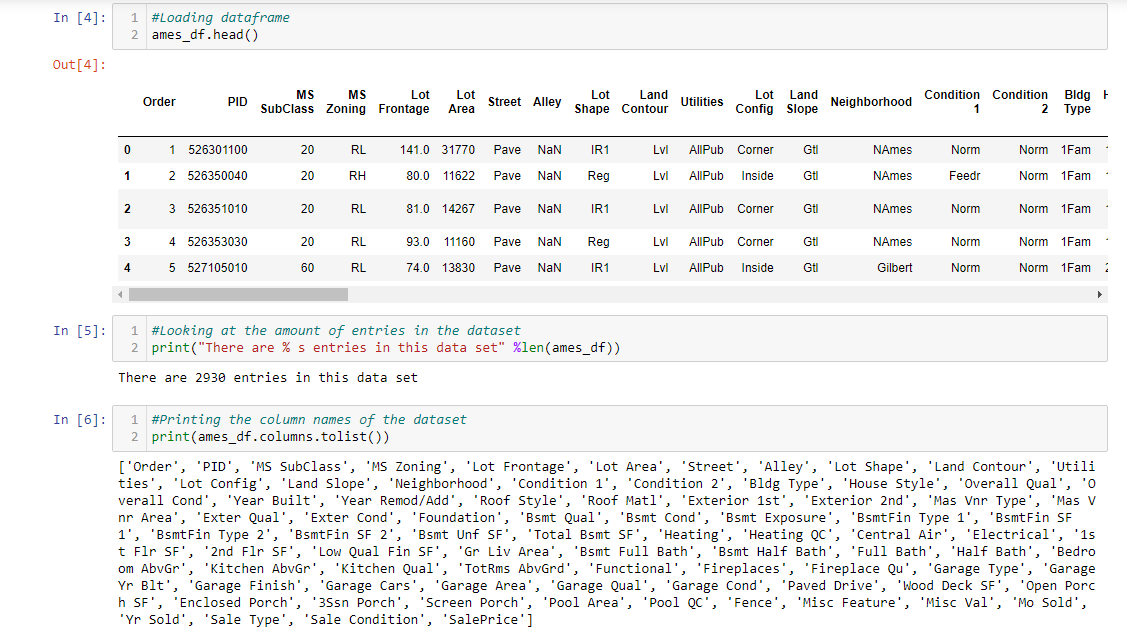 In [4]:
1 #Loading dataframe
2 ames_df.head()
Out[4]:
Order PID MS SubClass MS Zoning Lot Frontage Lot Area Street Alley Lot Shape Land Contour Utilities Lot Config Land Slope Neighborhood Condition 1 Condition 2 Bldg Type H
0 1 526301100 20 RL 141.0 31770 Pave NaN IR1 Lvl AllPub Corner Gtl NAmes Norm Norm 1Fam
1 2 526350040 20 RH 80.0 11622 Pave NaN Reg Lvl AllPub Inside Gtl NAmes Feedr Norm 1Fam
2 3 526351010 20 RL 81.0 14267 Pave NaN IR1 Lvl AllPub Corner Gtl NAmes Norm Norm 1Fam
3 4 526353030 20 RL 93.0 11160 Pave NaN Reg Lvl AllPub Corner Gtl NAmes Norm Norm 1Fam
4 5 527105010 60 RL 74.0 13830 Pave NaN IR1 Lvl AllPub Inside Gtl Gilbert Norm Norm 1Fam
In [5]:
1 #Looking at the amount of entries in the dataset
2 print("There are % s entries in this data set" %len(ames_df))
There are 2930 entries in this data set
In [6]:
1 #Printing the column names of the dataset
2 print(ames_df.columns.tolist())
['Order', 'PID', 'MS SubClass', 'MS Zoning', 'Lot Frontage', 'Lot Area', 'Street', 'Alley', 'Lot Shape', 'Land Contour', 'Utili
ties', 'Lot Config', 'Land Slope', 'Neighborhood', 'Condition 1', 'Condition 2', 'Bldg Type', 'House Style', 'Overall Qual', 'O
verall Cond', 'Year Built', 'Year Remod/Add', 'Roof Style', 'Roof Matl', 'Exterior 1st', 'Exterior 2nd', 'Mas Vnr Type', 'Mas V
nr Area', 'Exter Qual', 'Exter Cond', 'Foundation', 'Bsmt Qual', 'Bsmt Cond', 'Bsmt Exposure', 'BsmtFin Type 1', 'BsmtFin SF
1', 'BsmtFin Type 2', 'BsmtFin SF 2', 'Bsmt Unf SF', 'Total Bsmt SF', 'Heating', 'Heating QC', 'Central Air', 'Electrical', '1s
t Flr SF', '2nd Flr SF', 'Low Qual Fin SF', 'Gr Liv Area', 'Bsmt Full Bath', 'Bsmt Half Bath', 'Full Bath', 'Half Bath', 'Bedro
om AbvGr', 'Kitchen AbvGr', 'Kitchen Qual', 'TotRms AbvGrd', 'Functional', 'Fireplaces', 'Fireplace Qu', 'Garage Type', 'Garage
Yr Blt', 'Garage Finish', 'Garage Cars', 'Garage Area', 'Garage Qual', 'Garage Cond', 'Paved Drive', 'Wood Deck SF', 'Open Porc
h SF', 'Enclosed Porch', '3Ssn Porch', 'Screen Porch', 'Pool Area', 'Pool QC', 'Fence', 'Misc Feature', 'Misc Val', 'Mo Sold',
'Yr Sold', 'Sale Type', 'Sale Condition', 'SalePrice']